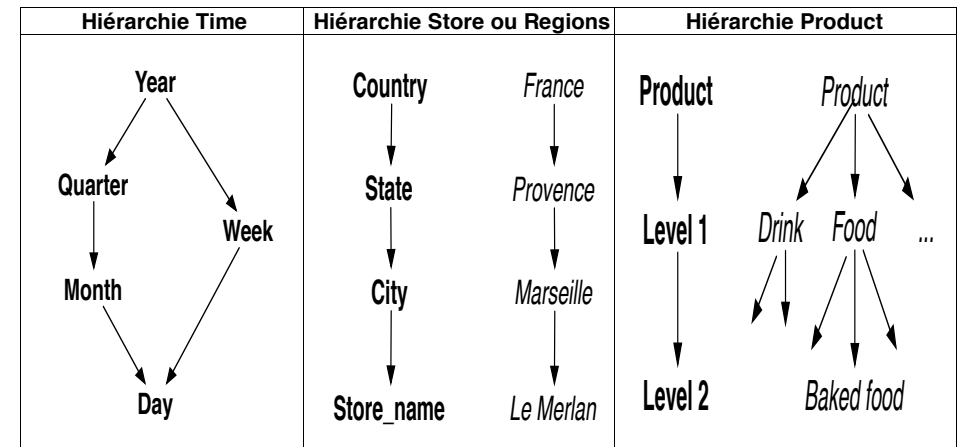 Hiérarchie Time
Hiérarchie Store ou Regions
Hiérarchie Product
Year
Quarter
Week
Month
Day
Country
France
State
Provence
City
Marseille
Store_name
Le Merlan
Product
Product
Level 1
Drink
Food
...
Level 2
Baked food